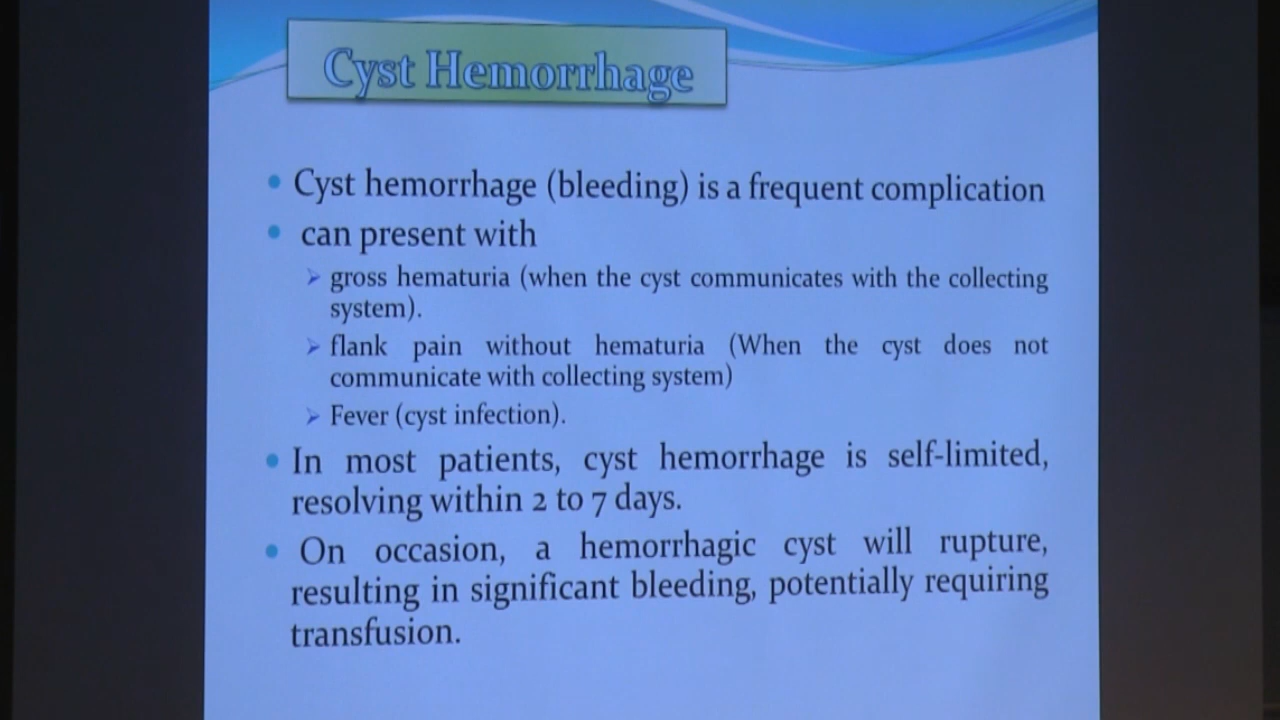 Cyst Hemorrhage
• Cyst hemorrhage (bleeding) is a frequent complication
• can present with
➢ gross hematuria (when the cyst communicates with the collecting
system).
➢ flank pain without hematuria (When the cyst does not
communicate with collecting system)
➢ Fever (cyst infection).
• In most patients, cyst hemorrhage is self-limited,
resolving within 2 to 7 days.
• On occasion, a hemorrhagic cyst will rupture,
resulting in significant bleeding, potentially requiring
transfusion.